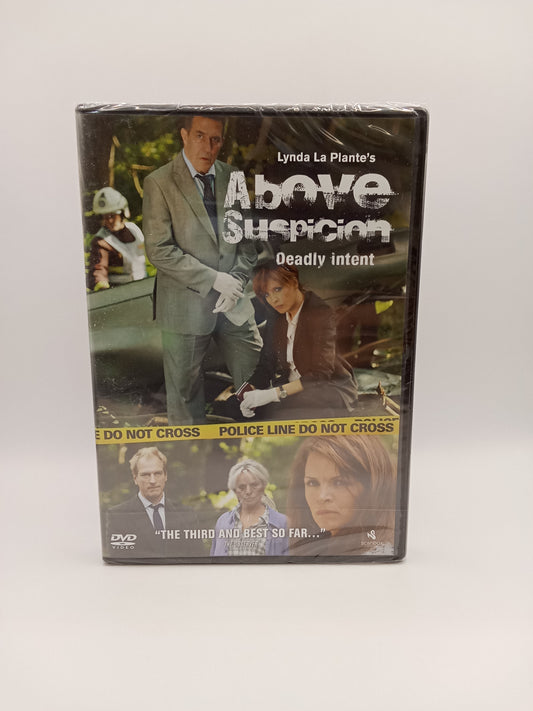 Lynda La Plante's
Above
Suspicion
Deadly intent
E DO NOT CROSS POLICE LINE DO NOT CROSS
"THE THIRD AND BEST SO FAR..."
DVD
VIDEO